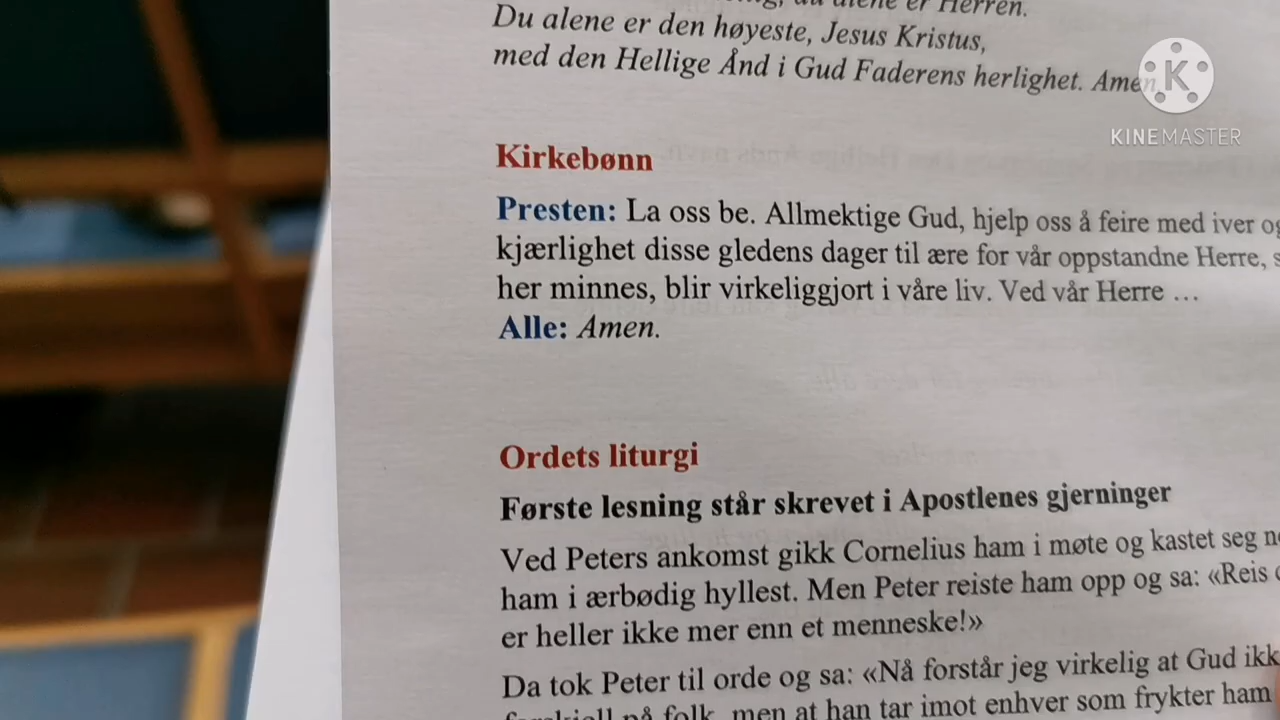 du alene er Herren.
Du alene er den høyeste, Jesus Kristus,
med den Hellige Ånd i Gud Faderens herlighet. Amen
KINEMASTER
Kirkebønn
Presten: La oss be. Allmektige Gud, hjelp oss å feire med iver og
kjærlighet disse gledens dager til ære for vår oppstandne Herre, s
her minnes, blir virkeliggjort i våre liv. Ved vår Herre …
Alle: Amen.
Ordets liturgi
Første lesning står skrevet i Apostlenes gjerninger
Ved Peters ankomst gikk Cornelius ham i møte og kastet seg ne
ham i ærbødig hyllest. Men Peter reiste ham opp og sa: «Reis
er heller ikke mer enn et menneske!»
Da tok Peter til orde og sa: «Nå forstår jeg virkelig at Gud ikk
på folk, men at han tar imot enhver som frykter ham